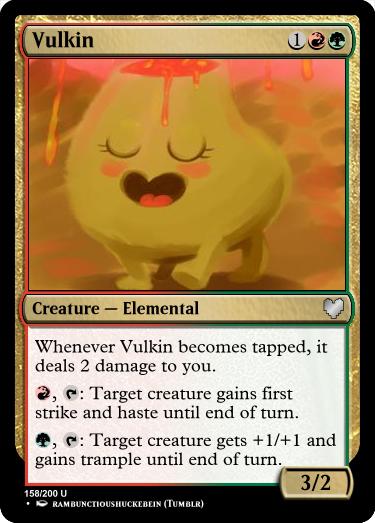 Vulkin 1
Creature — Elemental
Whenever Vulkin becomes tapped, it
deals 2 damage to you.
, : Target creature gains first
strike and haste until end of turn.
, : Target creature gets +1/+1 and
gains trample until end of turn.
3/2
158/200 U
• RAMBUNCTIOUSHUCKEBEIN (TUMBLR)